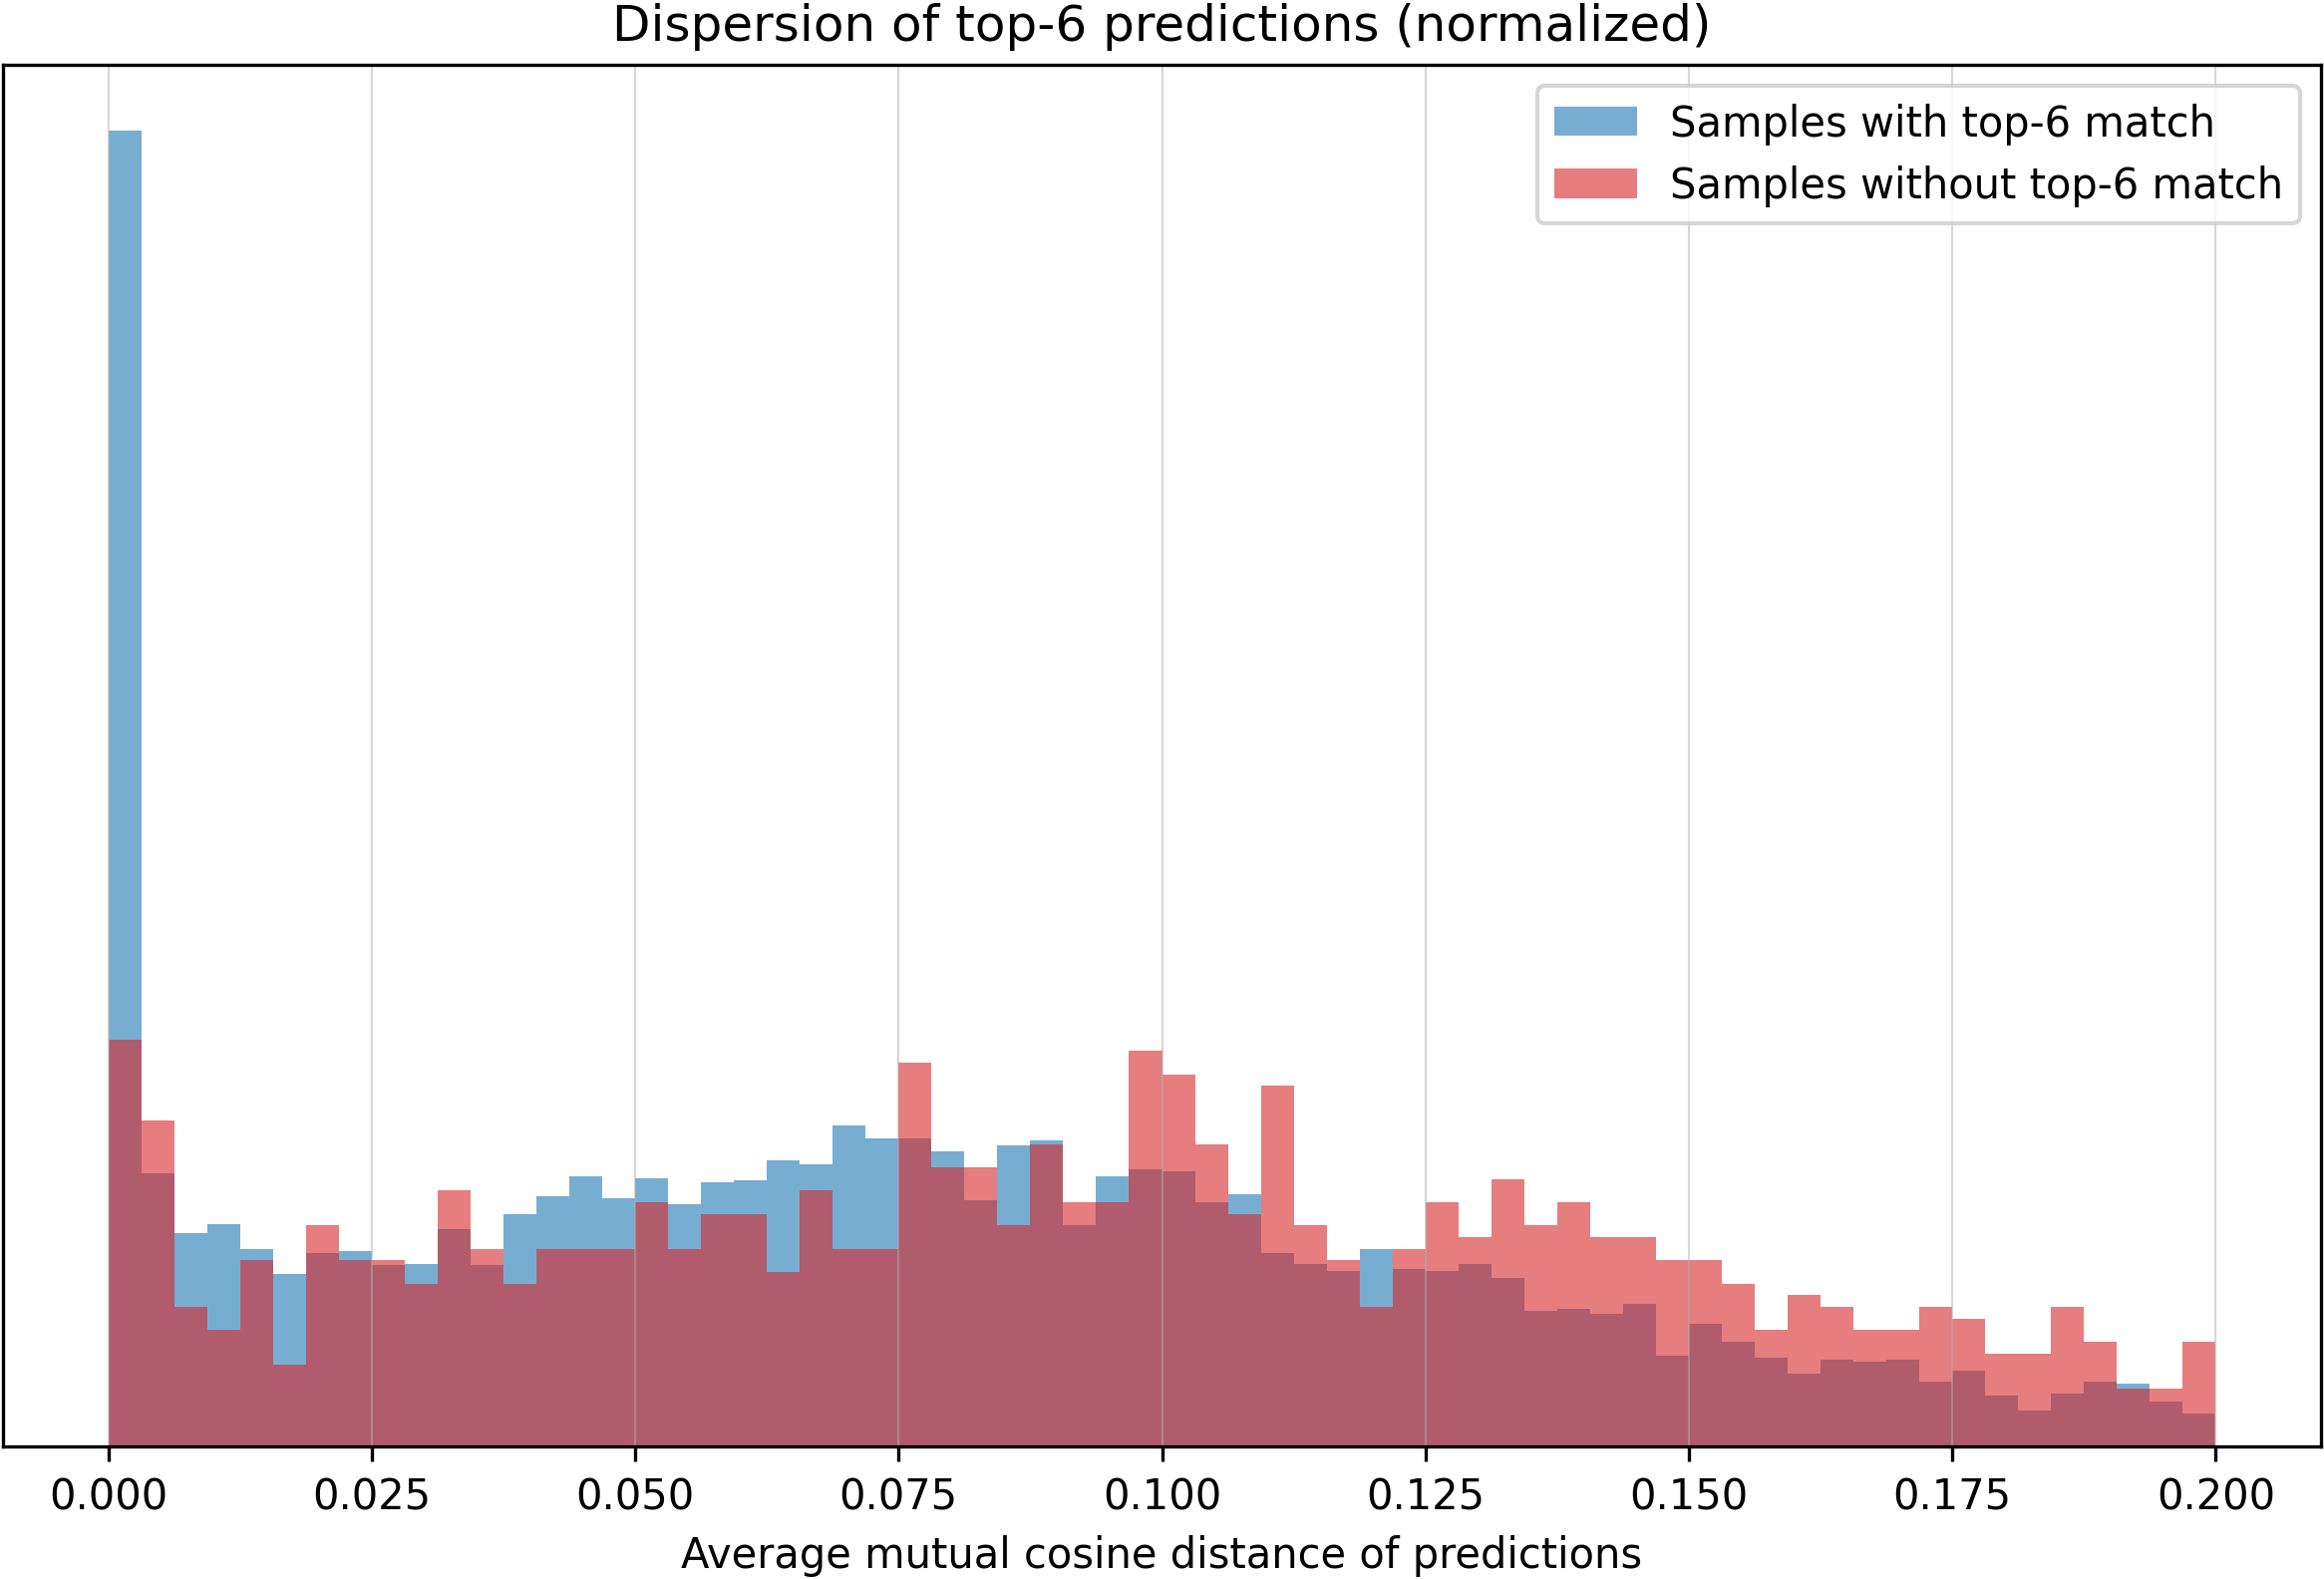 Dispersion of top-6 predictions (normalized)
Samples with top-6 match
Samples without top-6 match
0.000 0.025 0.050 0.075 0.100 0.125 0.150 0.175 0.200
Average mutual cosine distance of predictions